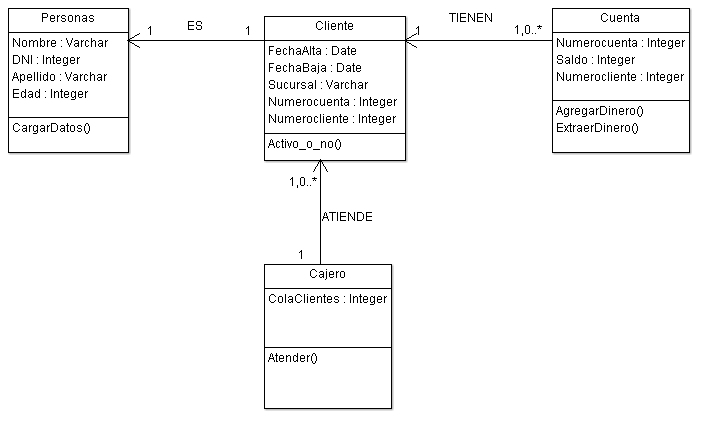 Personas
Nombre : Varchar
DNI : Integer
Apellido : Varchar
Edad : Integer
CargarDatos()
1
ES
1
Cliente
FechaAlta : Date
FechaBaja : Date
Sucursal : Varchar
Numerocuenta : Integer
Numerocliente : Integer
Activo_o_no()
1
TIENEN
1,0..*
Cuenta
Numerocuenta : Integer
Saldo : Integer
Numerocliente : Integer
AgregarDinero()
ExtraerDinero()
1,0..*
ATIENDE
1
Cajero
ColaClientes : Integer
Atender()